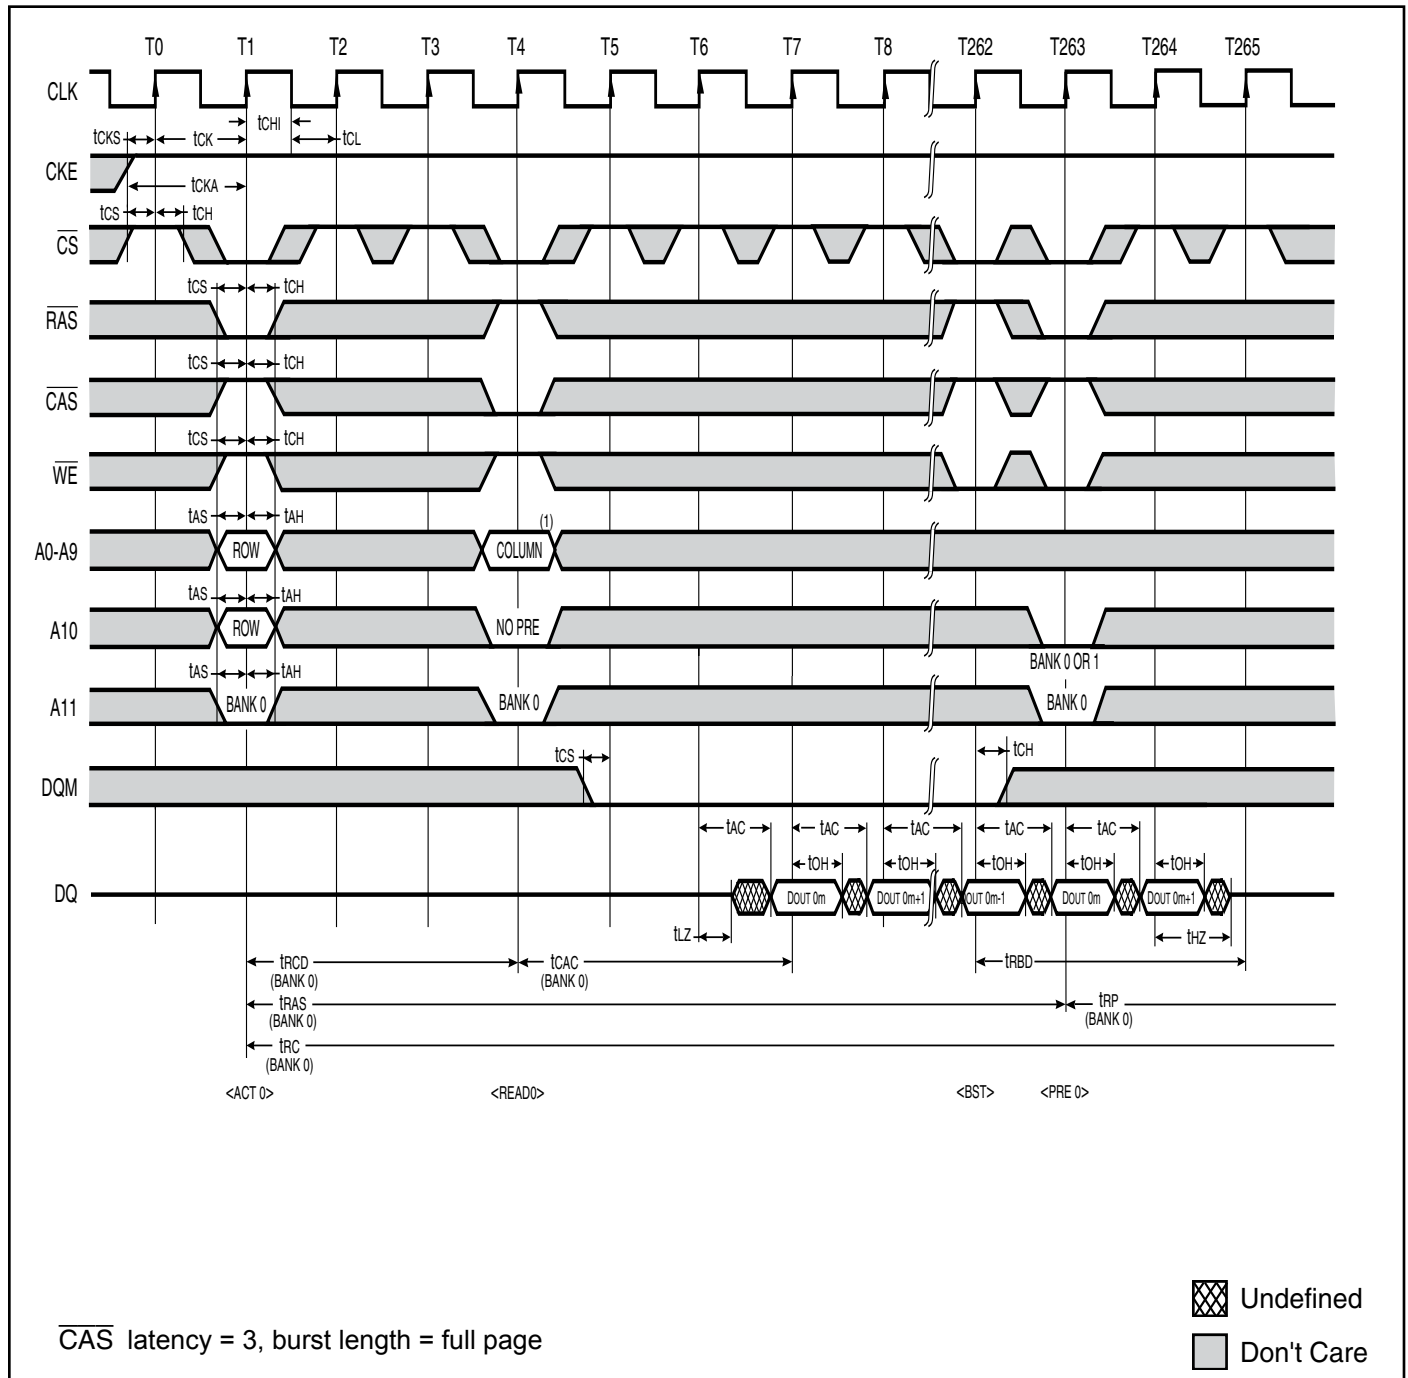 T0 T1 T2 T3 T4 T5 T6 T7 T8 T262 T263 T264 T265
CLK
tCHI
tCKS tCK tCL
CKE
tCKA
tCS tCH
CS
tCS tCH
RAS
tCS tCH
CAS
tCS tCH
WE
tAS tAH (1)
A0-A9 ROW COLUMN
tAS tAH
A10 ROW NO PRE
BANK 0 OR 1
tAS tAH
A11 BANK 0 BANK 0 BANK 0
tCS tCH
DQM
tAC tAC tAC tAC tAC
tOH tOH tOH tOH tOH
DQ DOUT 0m DOUT 0m+1 OUT 0m-1 DOUT 0m DOUT 0m+1
tLZ tHZ
tRCD tCAC tRBD
(BANK 0) (BANK 0)
tRAS tRP
(BANK 0) (BANK 0)
tRC
(BANK 0)
<ACT 0> <READ0> <BST> <PRE 0>
Undefined
CAS latency = 3, burst length = full page
Don't Care